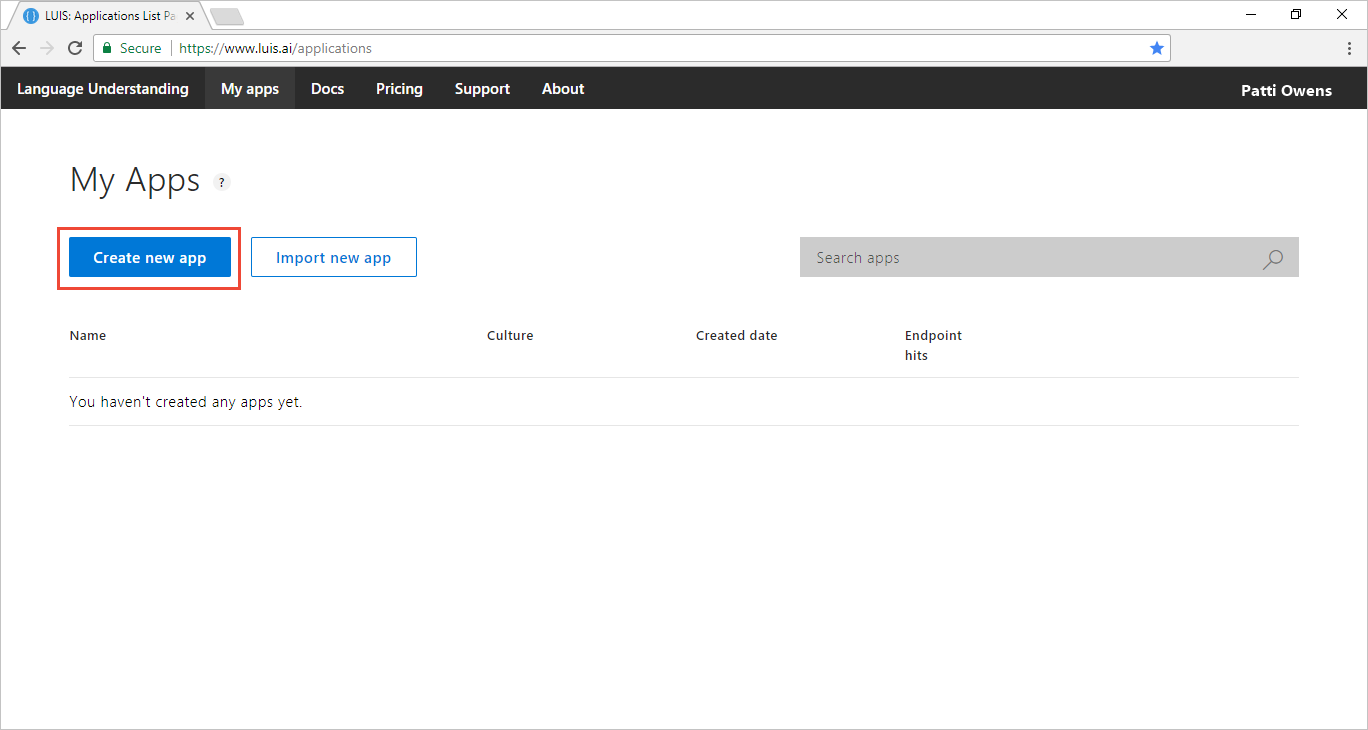 LUIS: Applications List Pa
Secure https://www.luis.ai/applications
Language Understanding My apps Docs Pricing Support About Patti Owens
My Apps ?
Create new app Import new app Search apps
Name Culture Created date Endpoint
hits
You haven't created any apps yet.